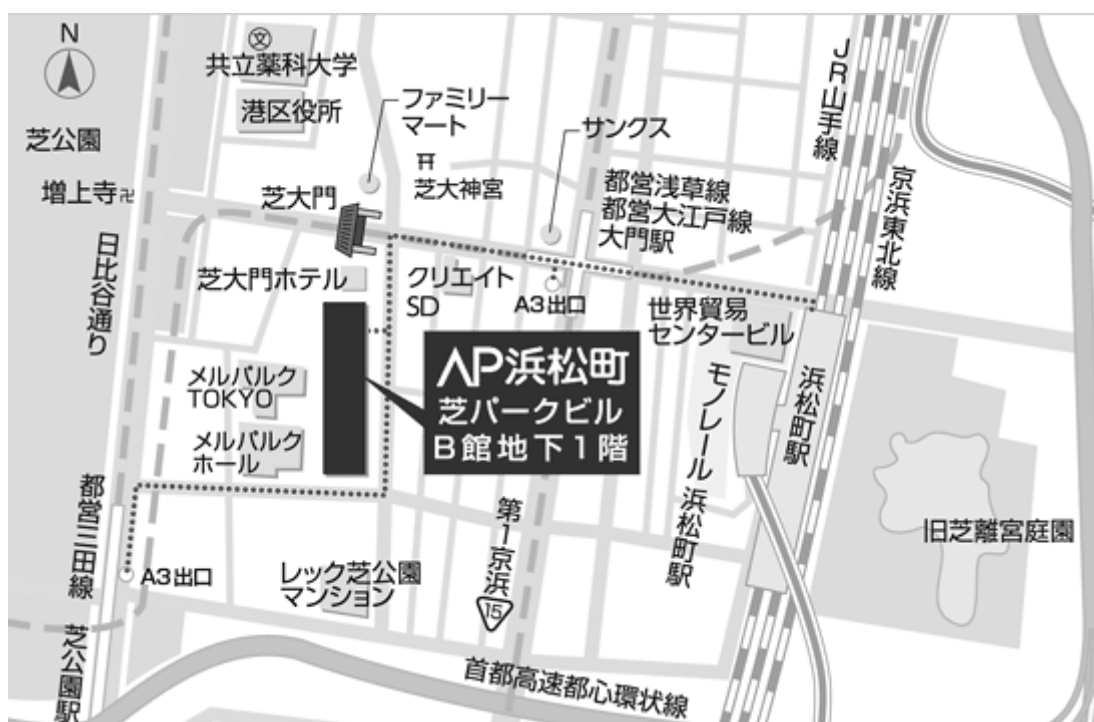 N
文
共立薬科大学
港区役所
ファミリー
マート
サンクス
JR山手線
京浜東北線
芝公園
増上寺卍
芝大門
芝大神宮
都営浅草線
都営大江戸線
大門駅
日比谷通り
芝大門ホテル
クリエイト
SD
A3出口
世界貿易
センタービル
AP浜松町
芝パークビル
B館地下1階
メルパルク
TOKYO
メルパルク
ホール
モノレール浜松町駅
浜松町駅
旧芝離宮庭園
都営三田線 芝公園駅
A3出口
レック芝公園
マンション
第1京浜
15
首都高速都心環状線